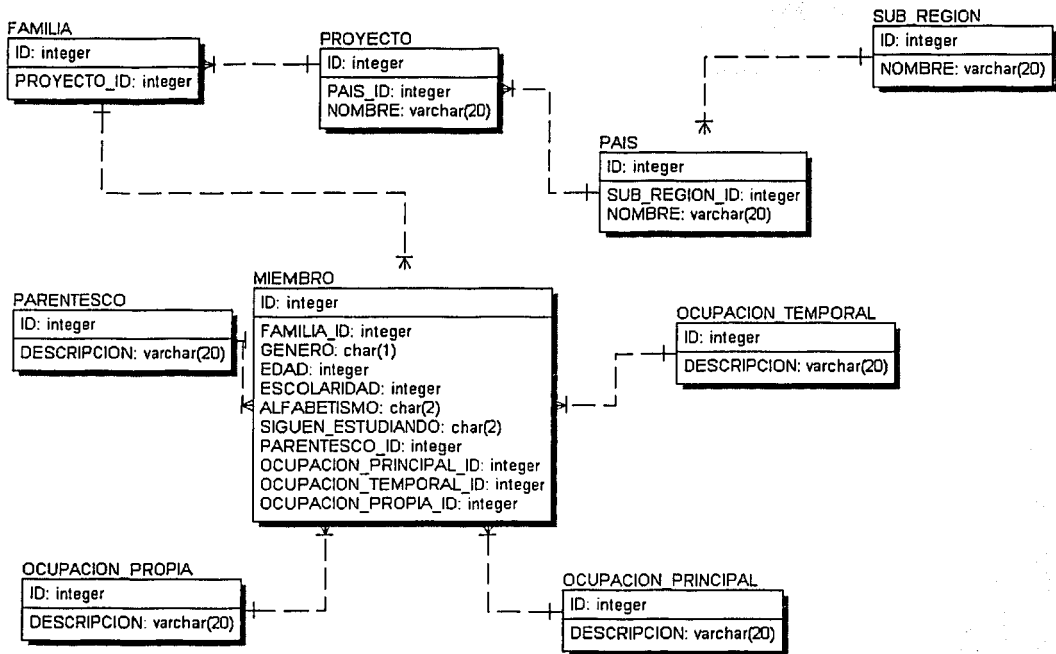 FAMILIA
ID: integer
PROYECTO_ID: integer
PROYECTO
ID: integer
PAIS_ID: integer
NOMBRE: varchar(20)
SUB_REGION
ID: integer
NOMBRE: varchar(20)
PAIS
ID: integer
SUB_REGION_ID: integer
NOMBRE: varchar(20)
PARENTESCO
ID: integer
DESCRIPCION: varchar(20)
MIEMBRO
ID: integer
FAMILIA_ID: integer
GENERO: char(1)
EDAD: integer
ESCOLARIDAD: integer
ALFABETISMO: char(2)
SIGUEN_ESTUDIANDO: char(2)
PARENTESCO_ID: integer
OCUPACION_PRINCIPAL_ID: integer
OCUPACION_TEMPORAL_ID: integer
OCUPACION_PROPIA_ID: integer
OCUPACION_TEMPORAL
ID: integer
DESCRIPCION: varchar(20)
OCUPACION_PROPIA
ID: integer
DESCRIPCION: varchar(20)
OCUPACION_PRINCIPAL
ID: integer
DESCRIPCION: varchar(20)